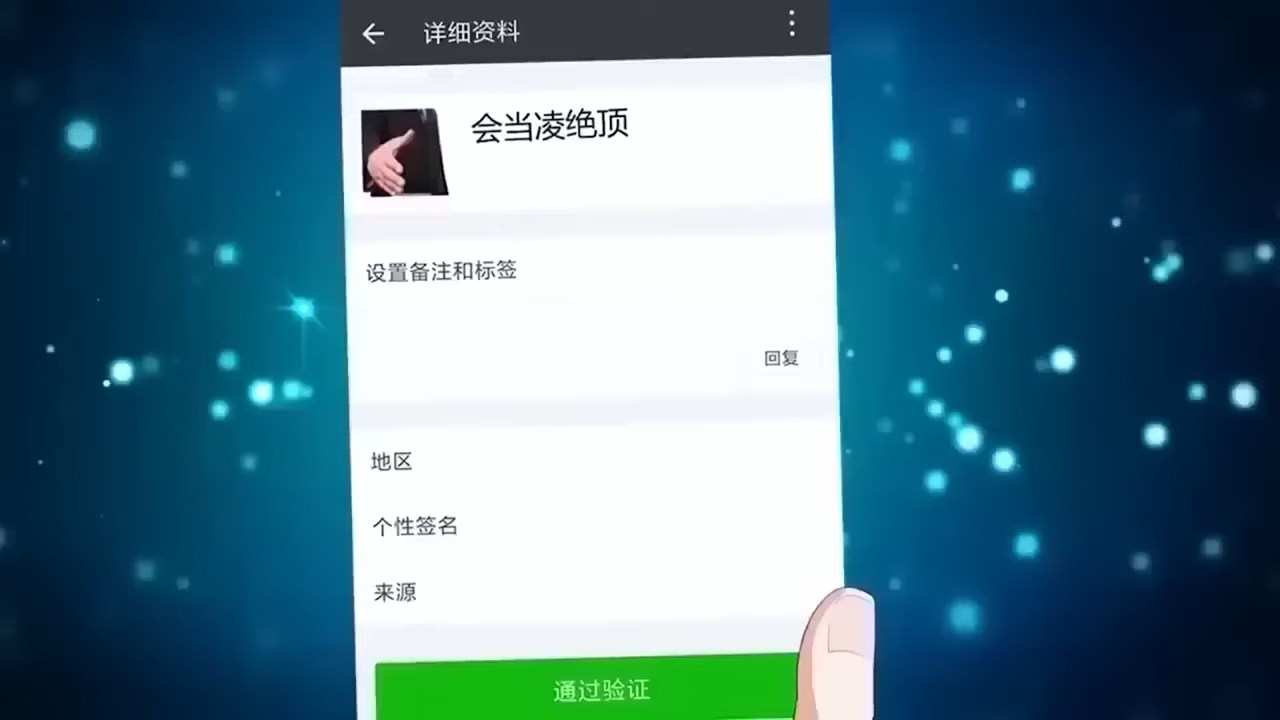 详细资料
会当凌绝顶
设置备注和标签
回复
地区
个性签名
来源
通过验证